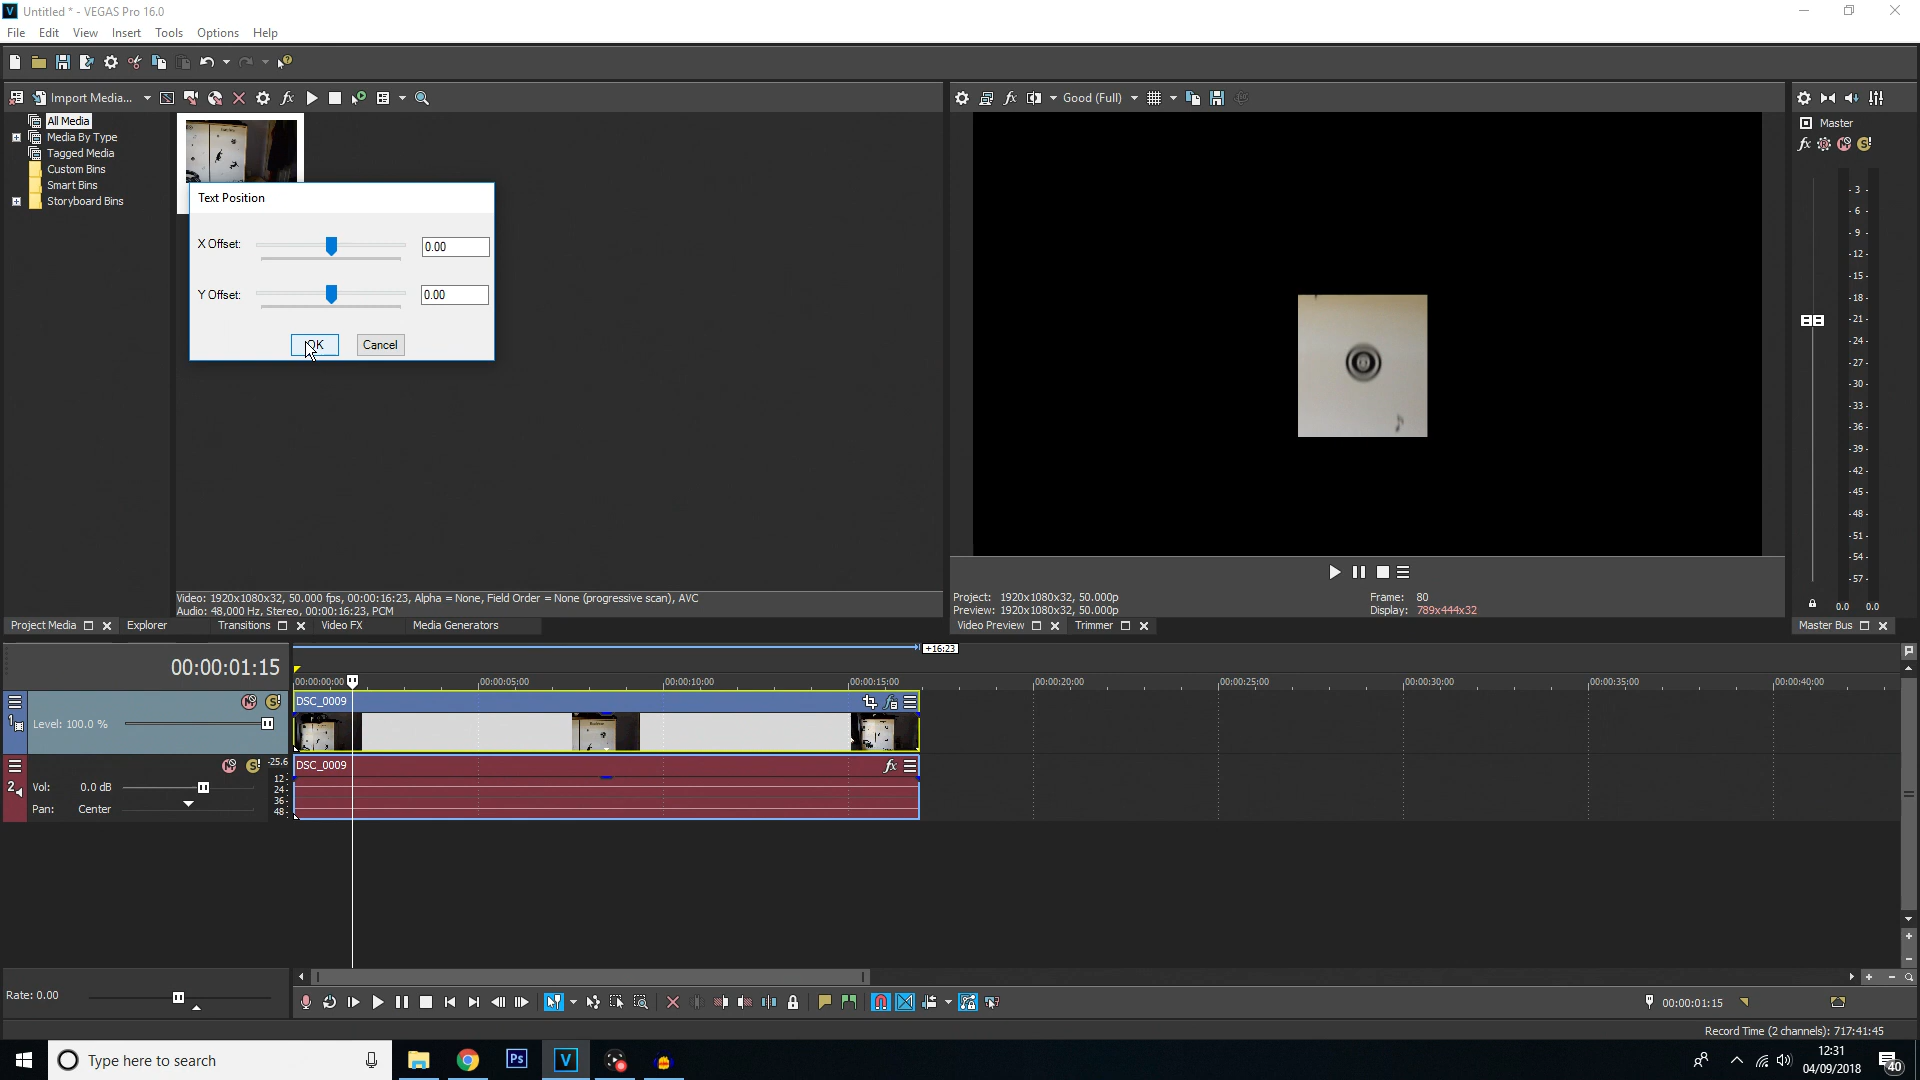 Untitled * - VEGAS Pro 16.0
File Edit View Insert Tools Options Help
Import Media...
Good (Full)
All Media
Media By Type
Tagged Media
Custom Bins
Smart Bins
Storyboard Bins
Master
Text Position
X Offset: 0.00
Y Offset: 0.00
OK Cancel
-3-
-6-
-9-
-12-
-15-
-18-
-21-
-24-
-27-
-30-
-33-
-36-
-39-
-42-
-45-
-48-
-51-
-54-
-57-
0.0 0.0
Video: 1920x1080x32, 50.000 fps, 00:00:16:23, Alpha = None, Field Order = None (progressive scan), AVC
Audio: 48,000 Hz, Stereo, 00:00:16:23, PCM
Project: 1920x1080x32, 50.000p
Preview: 1920x1080x32, 50.000p
Frame: 80
Display: 789x444x32
Project Media Explorer Transitions Video FX Media Generators
Video Preview Trimmer
Master Bus
00:00:01:15
+16:23
00:00:00:00 00:00:05:00 00:00:10:00 00:00:15:00 00:00:20:00 00:00:25:00 00:00:30:00 00:00:35:00 00:00:40:00
1
Level: 100.0 %
DSC_0009
2
Vol: 0.0 dB
Pan: Center
-25.6
12-
24-
36-
48-
DSC_0009
Rate: 0.00
00:00:01:15
Record Time (2 channels): 717:41:45
Type here to search
Ps
V
12:31
04/09/2018
40